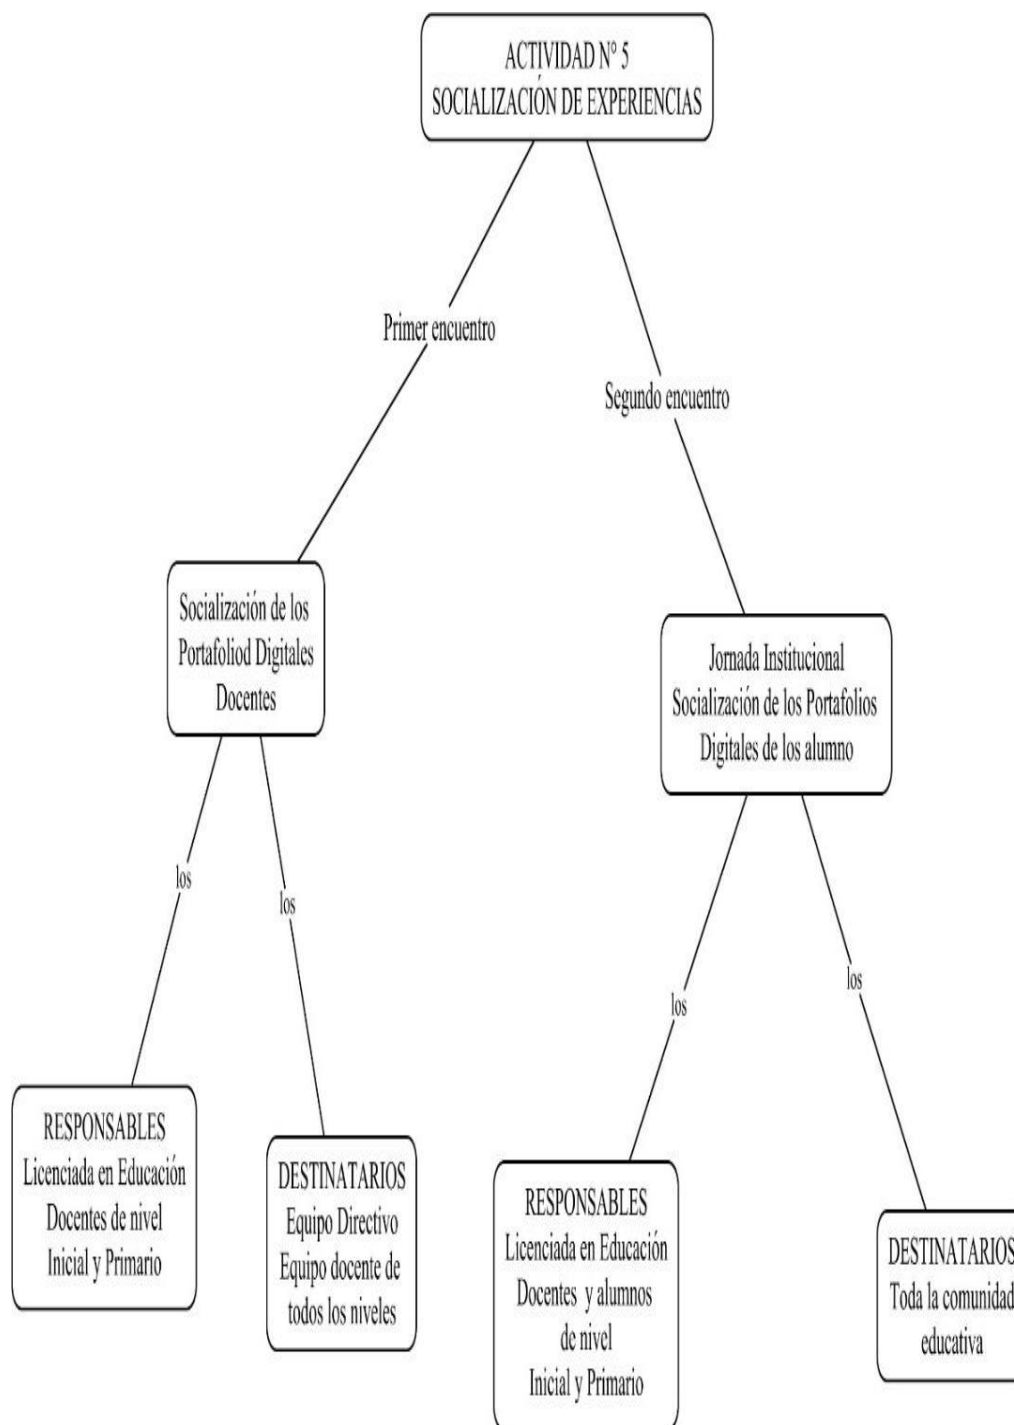 ACTIVIDAD N° 5
SOCIALIZACIÓN DE EXPERIENCIAS
Primer encuentro
Segundo encuentro
Socialización de los
Portafoliod Digitales
Docentes
Jornada Institucional
Socialización de los Portafolios
Digitales de los alumno
los
los
los
los
RESPONSABLES
Licenciada en Educación
Docentes de nivel
Inicial y Primario
DESTINATARIOS
Equipo Directivo
Equipo docente de
todos los niveles
RESPONSABLES
Licenciada en Educación
Docentes y alumnos
de nivel
Inicial y Primario
DESTINATARIOS
Toda la comunidad
educativa